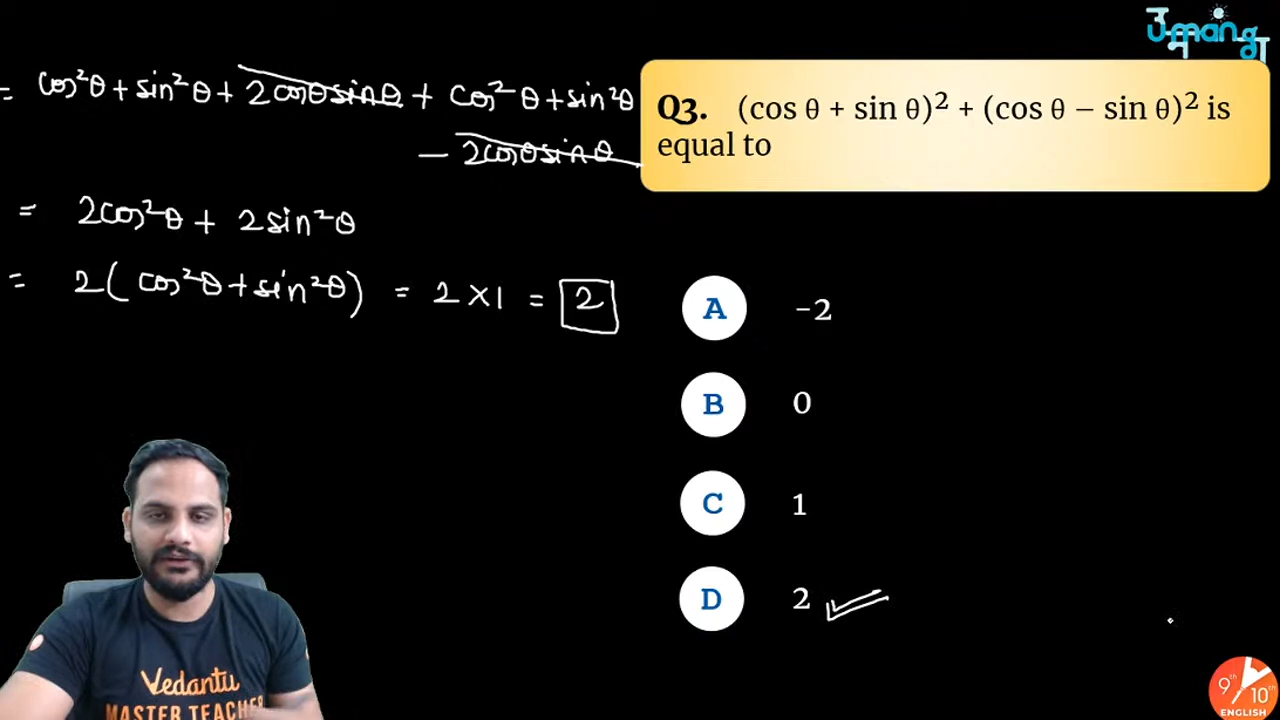 उमंग
= cos²θ + sin²θ + 2cosθsinθ + cos²θ + sin²θ
– 2cosθsinθ
= 2cos²θ + 2sin²θ
= 2(cos²θ + sin²θ) = 2×1 = 2
Q3. (cos θ + sin θ)² + (cos θ – sin θ)² is
equal to
A -2
B 0
C 1
D 2
Vedantu
MASTER TEACHER
9th 10th
ENGLISH